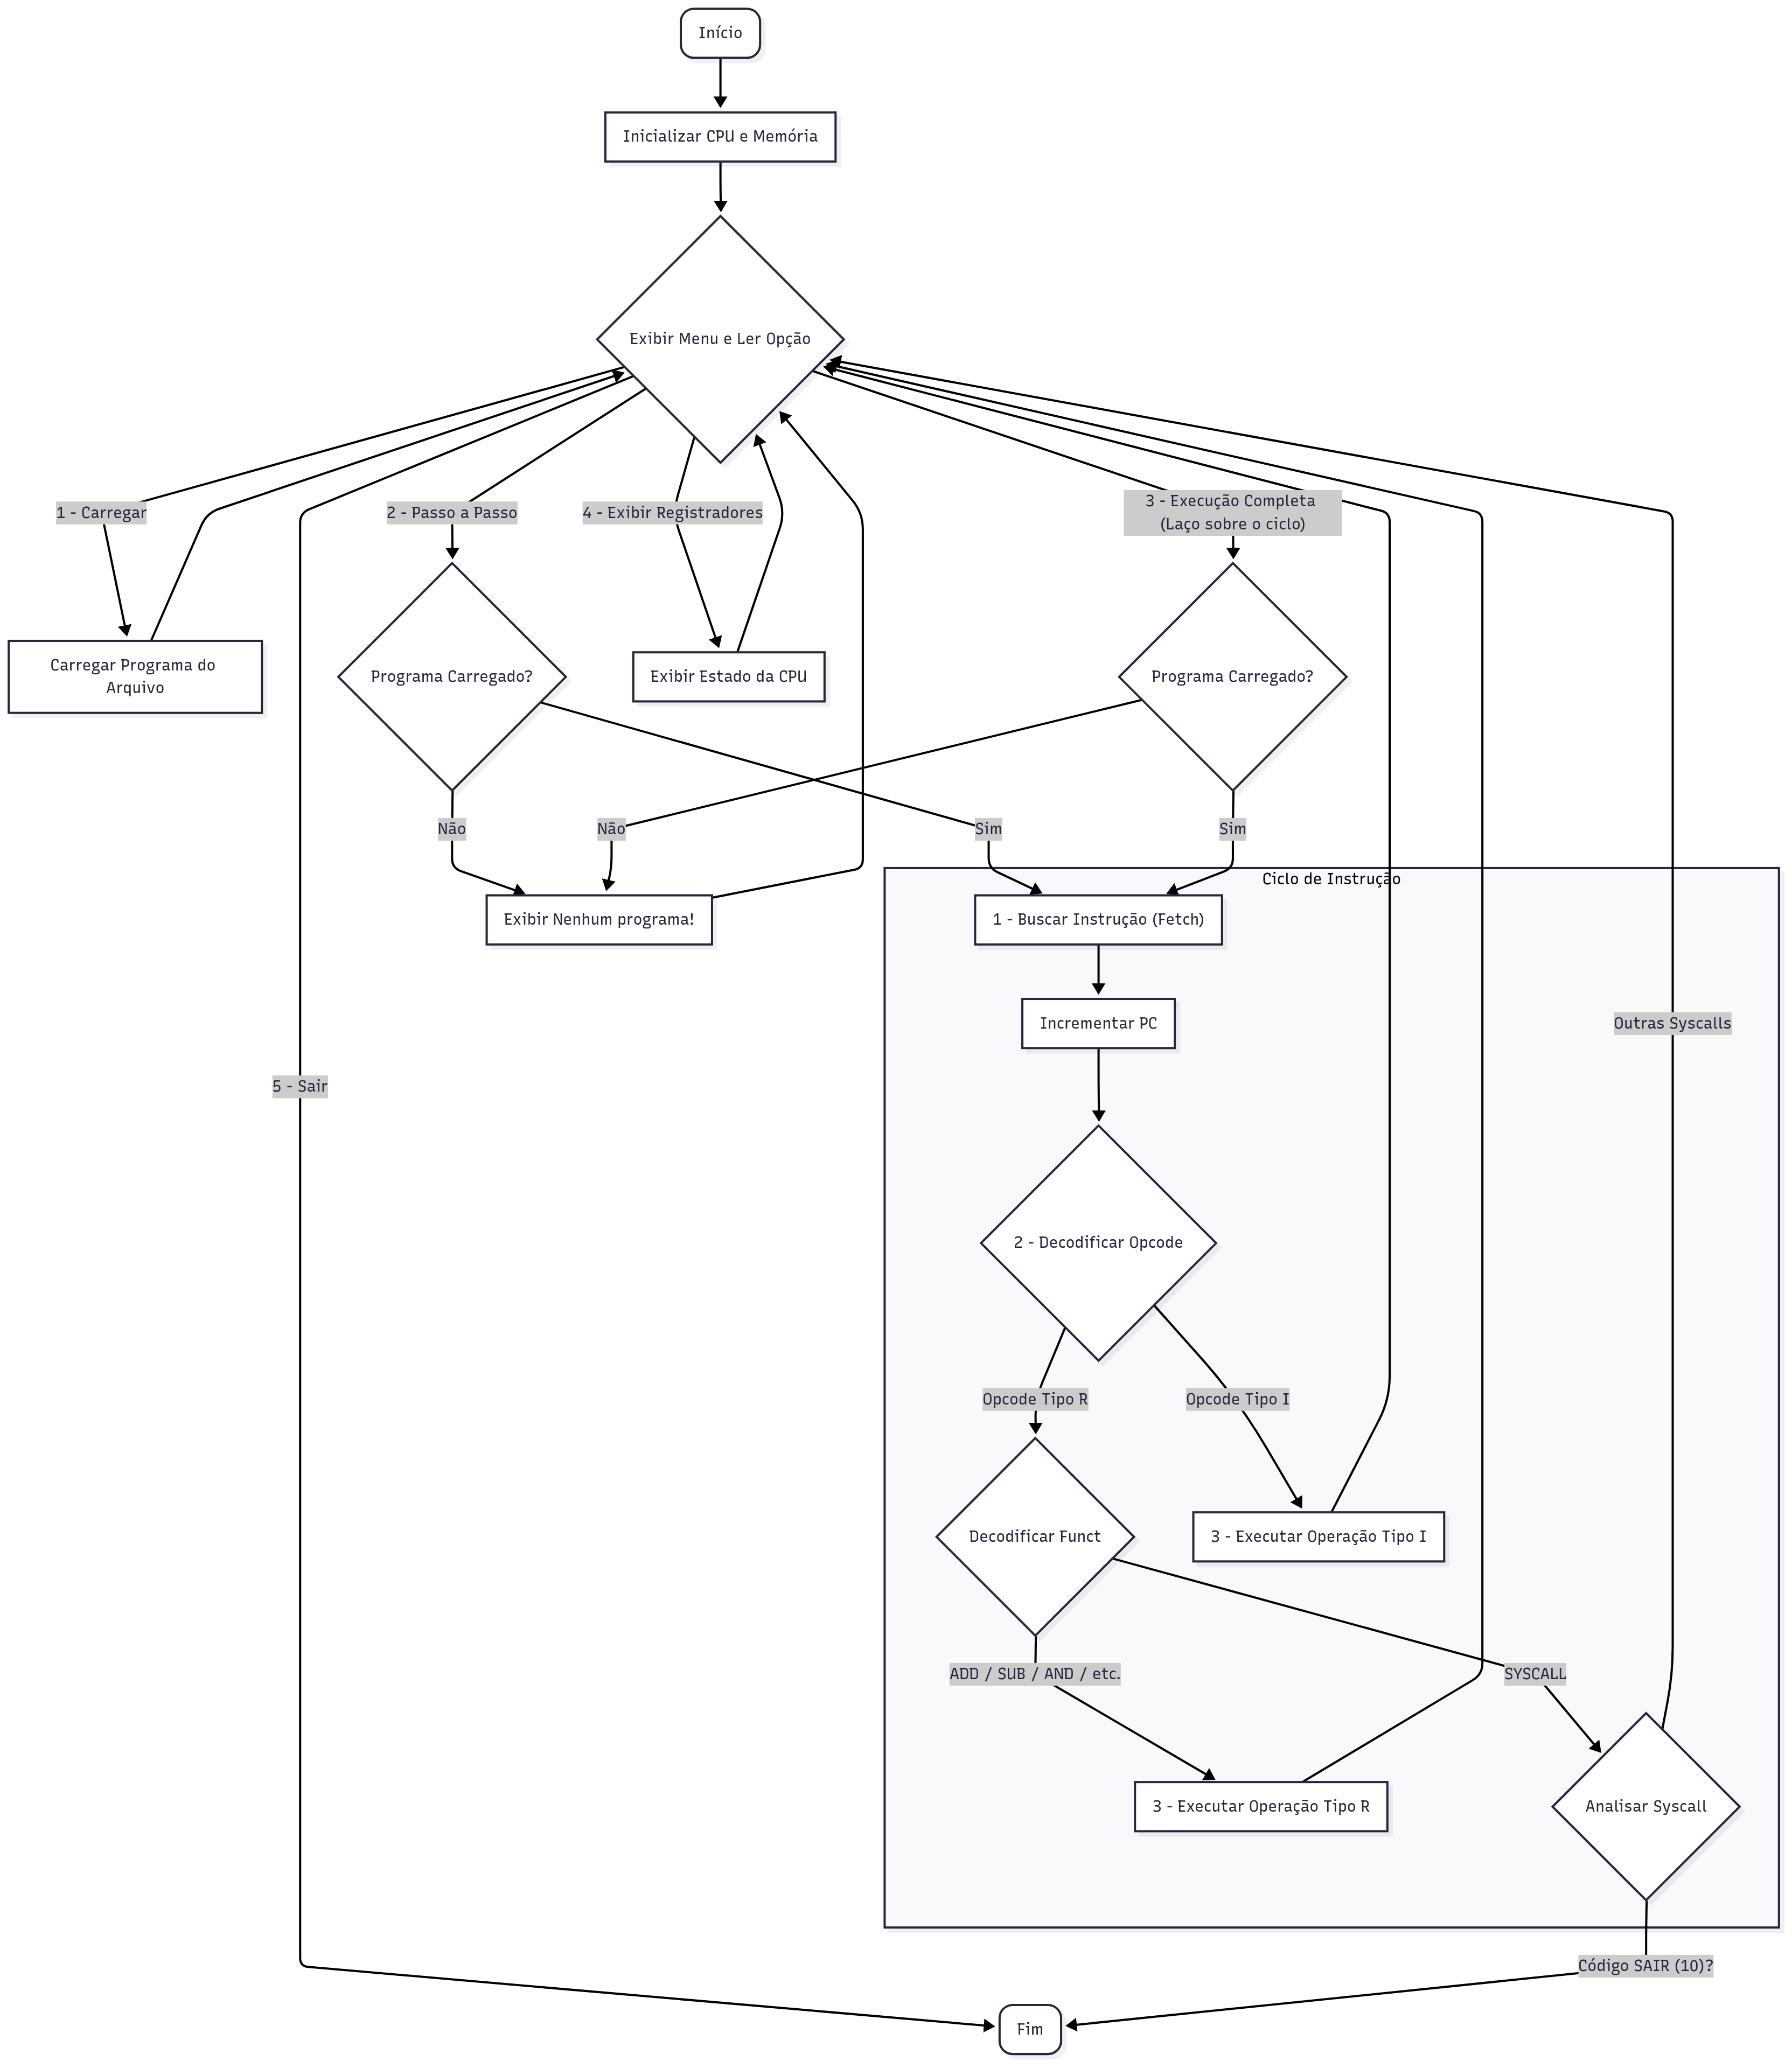 Início
Inicializar CPU e Memória
Exibir Menu e Ler Opção
1 - Carregar
2 - Passo a Passo
4 - Exibir Registradores
3 - Execução Completa
(Laço sobre o ciclo)
Carregar Programa do
Arquivo
Programa Carregado?
Exibir Estado da CPU
Programa Carregado?
Não
Não
Sim
Sim
Ciclo de Instrução
Exibir Nenhum programa!
1 - Buscar Instrução (Fetch)
Incrementar PC
Outras Syscalls
5 - Sair
2 - Decodificar Opcode
Opcode Tipo R
Opcode Tipo I
Decodificar Funct
3 - Executar Operação Tipo I
ADD / SUB / AND / etc.
SYSCALL
3 - Executar Operação Tipo R
Analisar Syscall
Código SAIR (10)?
Fim